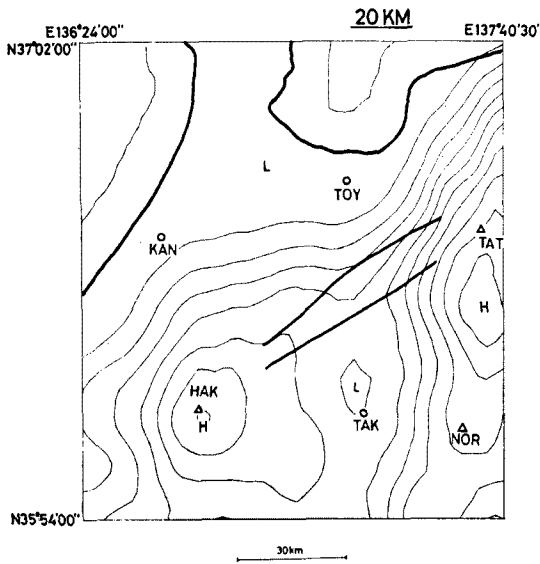 20 KM
E136°24'00" E137°40'30"
N37°02'00"
L
TOY
KAN
TAT
H
HAK
L
H
TAK
NOR
N35°54'00"
30km